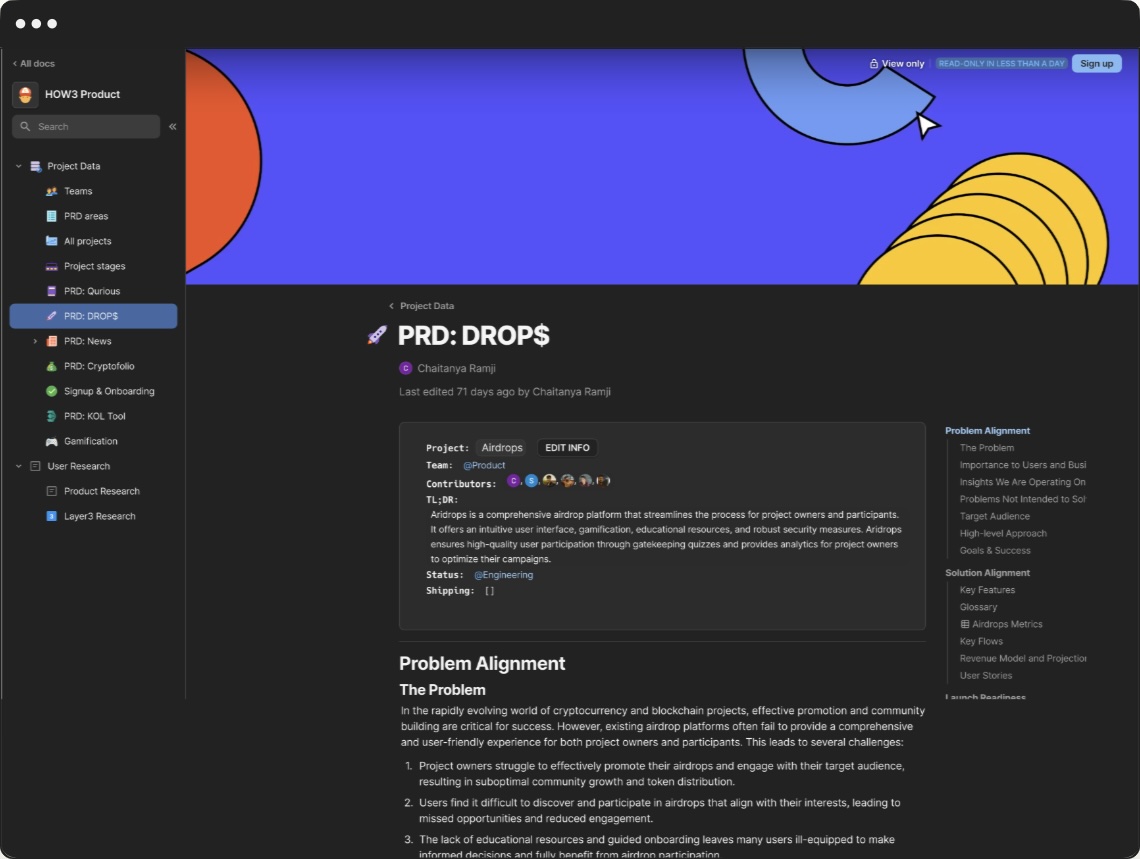 All docs
HOW3 Product
Search
Project Data
Teams
PRD areas
All projects
Project stages
PRD: Qurious
PRD: DROP$
PRD: News
PRD: Cryptofolio
Signup & Onboarding
PRD: KOL Tool
Gamification
User Research
Product Research
Layer3 Research
View only
READ-ONLY IN LESS THAN A DAY
Sign up
Project Data
PRD: DROP$
C Chaitanya Ramji
Last edited 71 days ago by Chaitanya Ramji
Project: Airdrops EDIT INFO
Team: @Product
Contributors: C, S, , , ,
TL;DR:
Aridrops is a comprehensive airdrop platform that streamlines the process for project owners and participants.
It offers an intuitive user interface, gamification, educational resources, and robust security measures. Aridrops
ensures high-quality user participation through gatekeeping quizzes and provides analytics for project owners
to optimize their campaigns.
Status: @Engineering
Shipping: []
Problem Alignment
The Problem
In the rapidly evolving world of cryptocurrency and blockchain projects, effective promotion and community
building are critical for success. However, existing airdrop platforms often fail to provide a comprehensive
and user-friendly experience for both project owners and participants. This leads to several challenges:
1. Project owners struggle to effectively promote their airdrops and engage with their target audience,
resulting in suboptimal community growth and token distribution.
2. Users find it difficult to discover and participate in airdrops that align with their interests, leading to
missed opportunities and reduced engagement.
3. The lack of educational resources and guided onboarding leaves many users ill-equipped to make
informed decisions and fully benefit from airdrop participation.
Problem Alignment
The Problem
Importance to Users and Busi
Insights We Are Operating On
Problems Not Intended to Sol
Target Audience
High-level Approach
Goals & Success
Solution Alignment
Key Features
Glossary
Airdrops Metrics
Key Flows
Revenue Model and Projection
User Stories
Launch Readiness